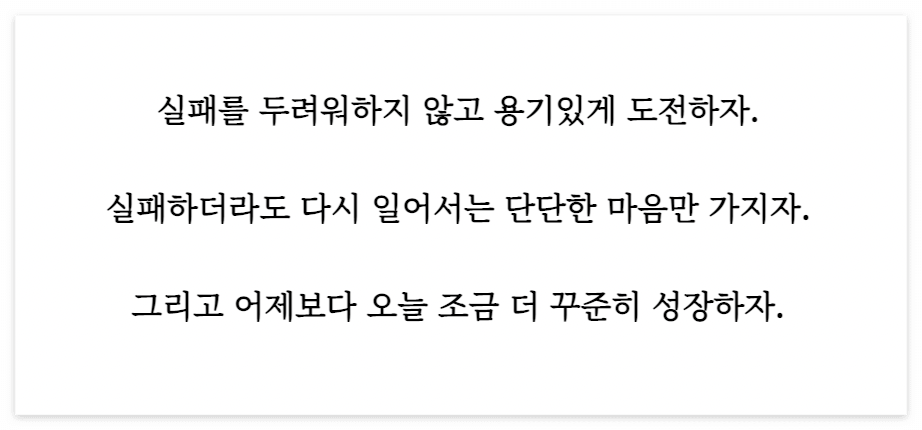 실패를 두려워하지 않고 용기있게 도전하자.
실패하더라도 다시 일어서는 단단한 마음만 가지자.
그리고 어제보다 오늘 조금 더 꾸준히 성장하자.